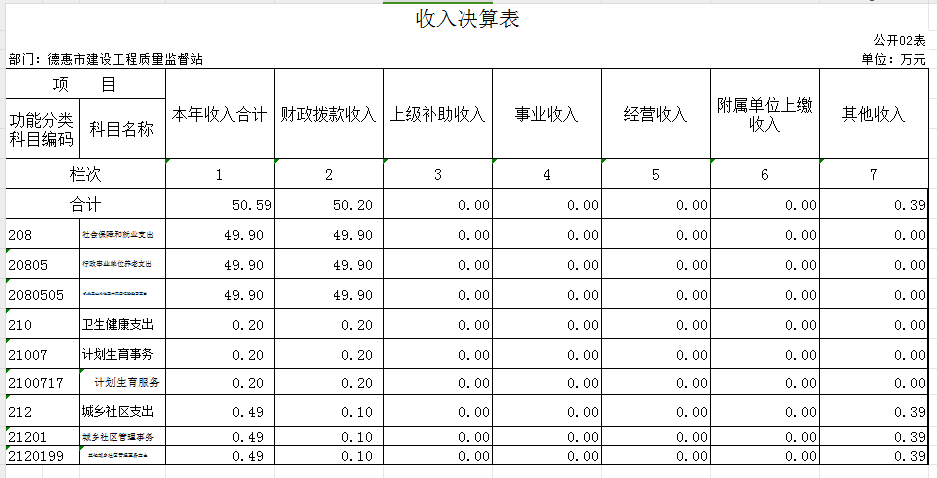 收入决算表
公开02表
部门：德惠市建设工程质量监督站 单位：万元
项 目 本年收入合计 财政拨款收入 上级补助收入 事业收入 经营收入 附属单位上缴收入 其他收入
功能分类科目编码 科目名称
栏次 1 2 3 4 5 6 7
合计 50.59 50.20 0.00 0.00 0.00 0.00 0.39
208 社会保障和就业支出 49.90 49.90 0.00 0.00 0.00 0.00 0.00
20805 行政事业单位养老支出 49.90 49.90 0.00 0.00 0.00 0.00 0.00
2080505 49.90 49.90 0.00 0.00 0.00 0.00 0.00
210 卫生健康支出 0.20 0.20 0.00 0.00 0.00 0.00 0.00
21007 计划生育事务 0.20 0.20 0.00 0.00 0.00 0.00 0.00
2100717 计划生育服务 0.20 0.20 0.00 0.00 0.00 0.00 0.00
212 城乡社区支出 0.49 0.10 0.00 0.00 0.00 0.00 0.39
21201 城乡社区管理事务 0.49 0.10 0.00 0.00 0.00 0.00 0.39
2120199 其他城乡社区管理事务支出 0.49 0.10 0.00 0.00 0.00 0.00 0.39